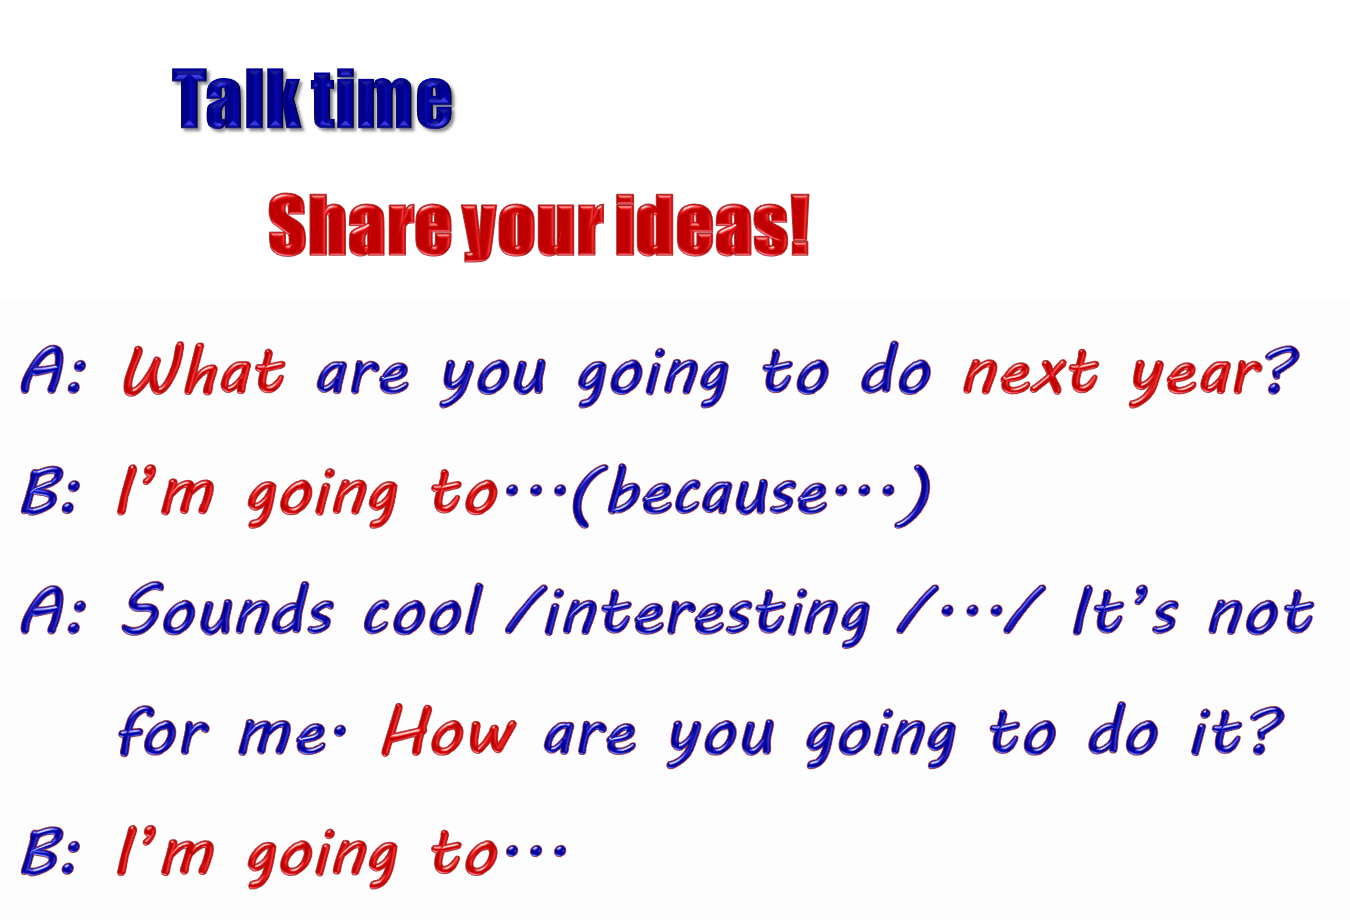 Talk time
Share your ideas!
A: What are you going to do next year?
B: I’m going to···(because···)
A: Sounds cool /interesting /···/ It’s not
for me. How are you going to do it?
B: I’m going to···